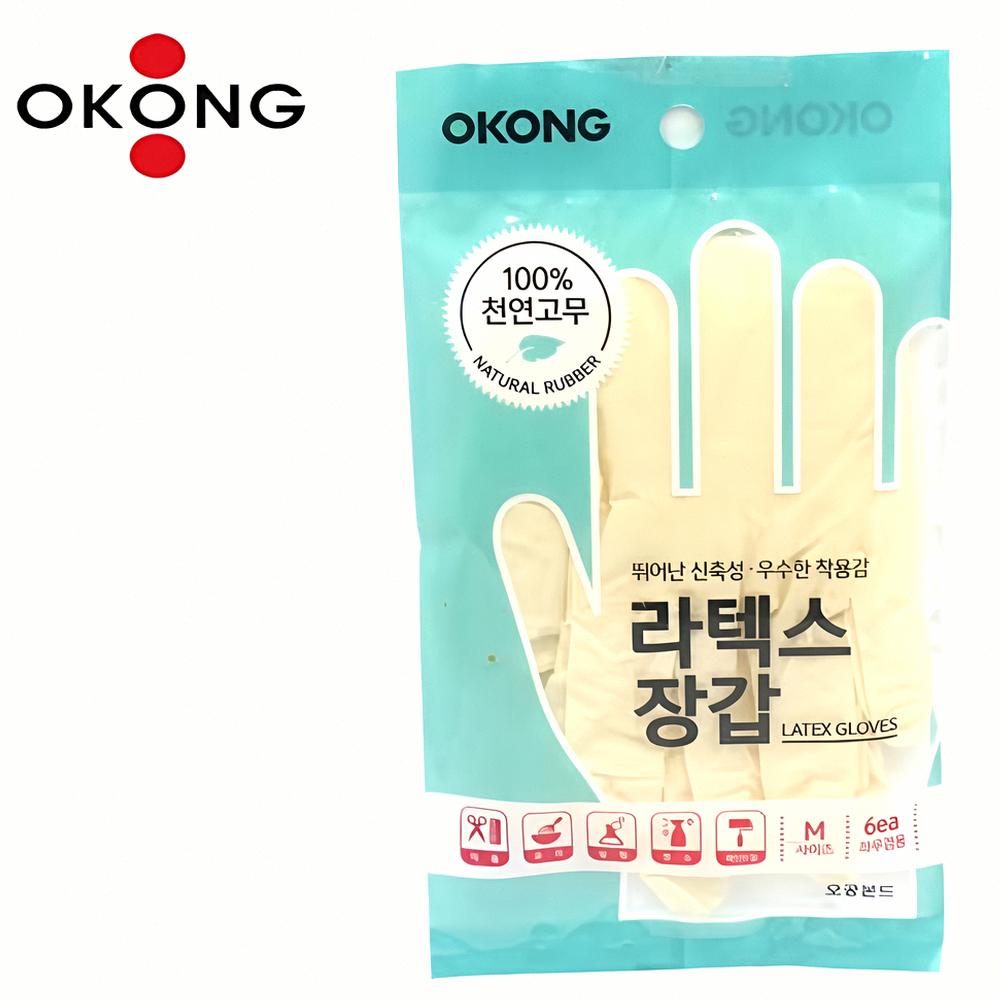 OKONG
OKONG
OKONG
100%
천연고무
NATURAL RUBBER
뛰어난 신축성·우수한 착용감
라텍스
장갑 LATEX GLOVES
M
사이즈
6ea